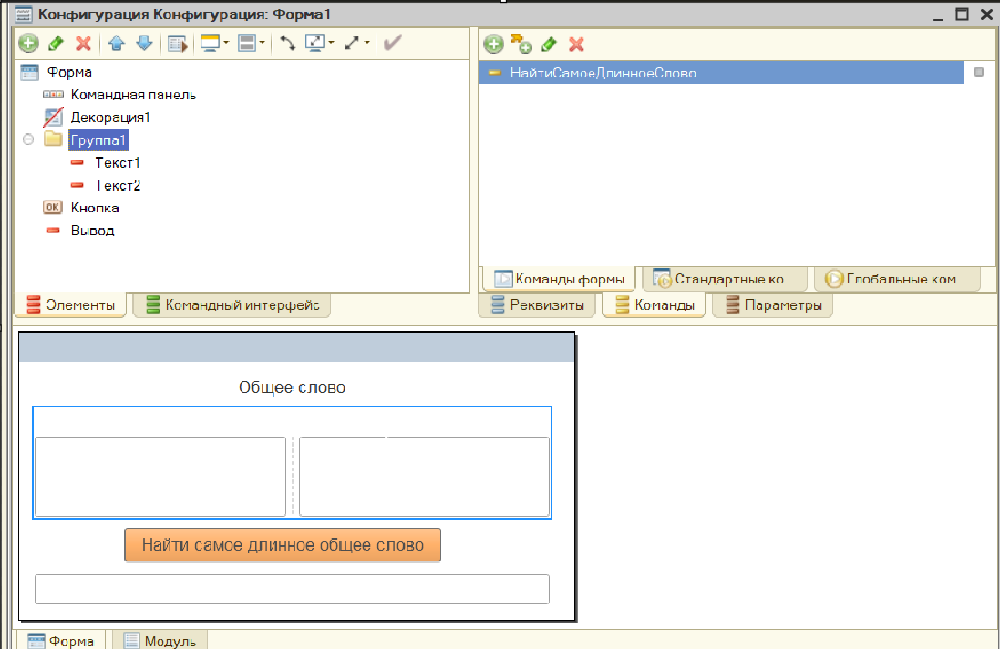 Конфигурация Конфигурация: Форма1
Форма
Командная панель
Декорация1
Группа1
Текст1
Текст2
OK Кнопка
Вывод
Элементы
Командный интерфейс
НайтиСамоеДлинноеСлово
Команды формы
Стандартные ко...
Глобальные ком...
Реквизиты
Команды
Параметры
Общее слово
Найти самое длинное общее слово
Форма
Модуль